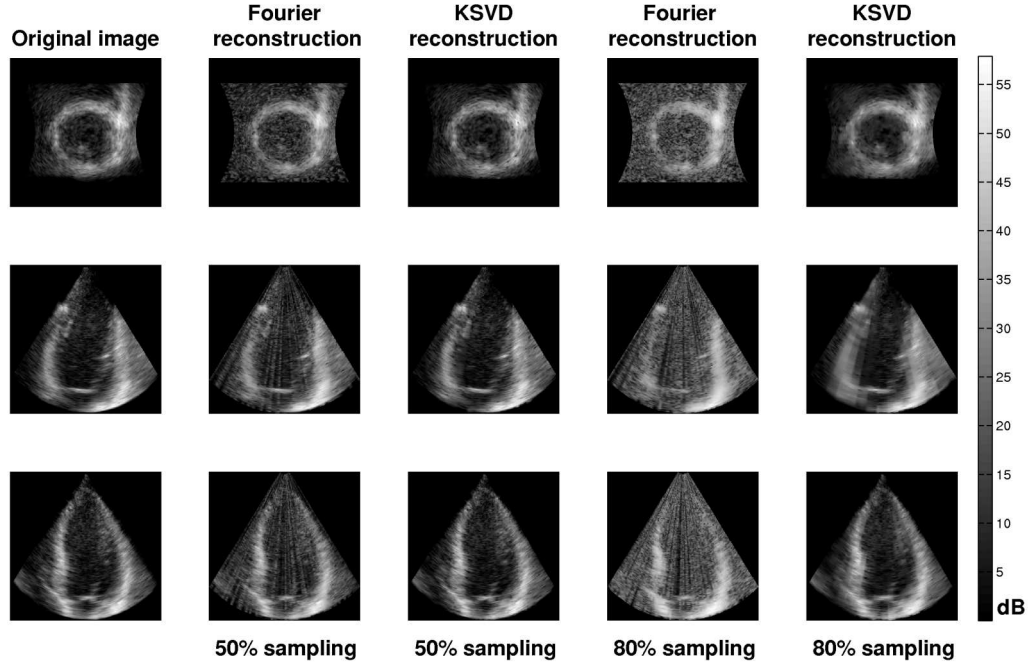 Original image
Fourier
reconstruction
KSVD
reconstruction
Fourier
reconstruction
KSVD
reconstruction
55
50
45
40
35
30
25
20
15
10
5
dB
50% sampling
50% sampling
80% sampling
80% sampling